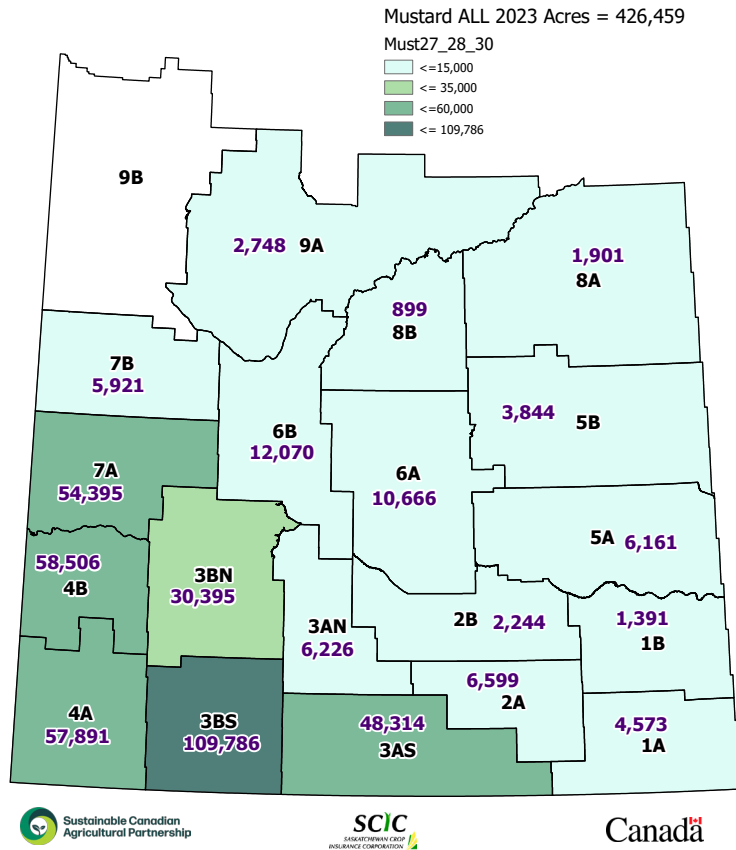 Mustard ALL 2023 Acres = 426,459
Must27_28_30
<=15,000
<= 35,000
<=60,000
<= 109,786
9B
2,748 9A
1,901
8A
899
8B
7B
5,921
3,844 5B
6B
12,070
6A
10,666
7A
54,395
5A 6,161
58,506
4B
3BN
30,395
3AN
6,226
2B 2,244
1,391
1B
6,599
2A
4A
57,891
3BS
109,786
48,314
3AS
4,573
1A
Sustainable Canadian
Agricultural Partnership
SCIC
SASKATCHEWAN CROP
INSURANCE CORPORATION
Canada